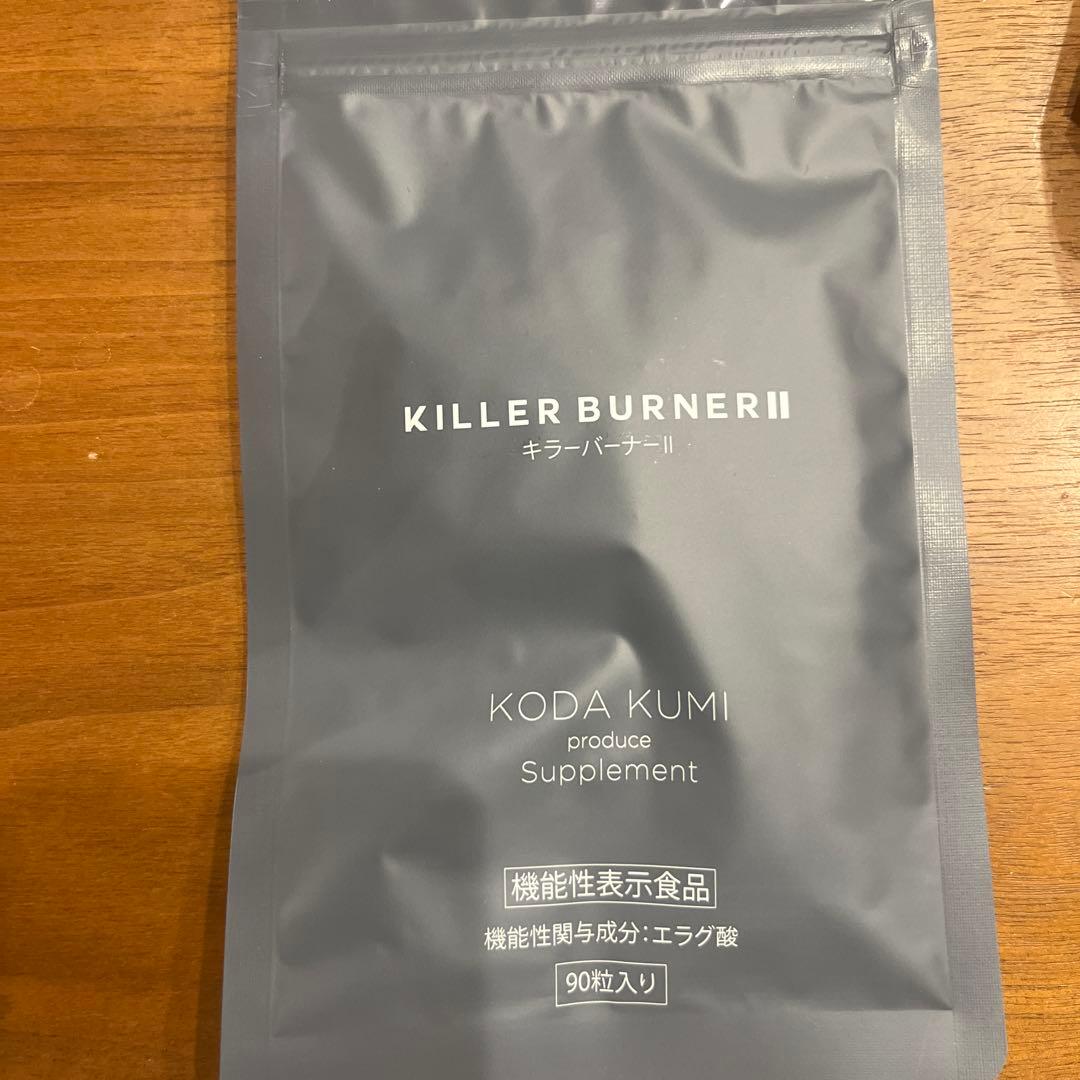 KILLER BURNERⅡ
キラーバーナーⅡ
KODA KUMI
produce
Supplement
機能性表示食品
機能性関与成分：エラグ酸
90粒入り